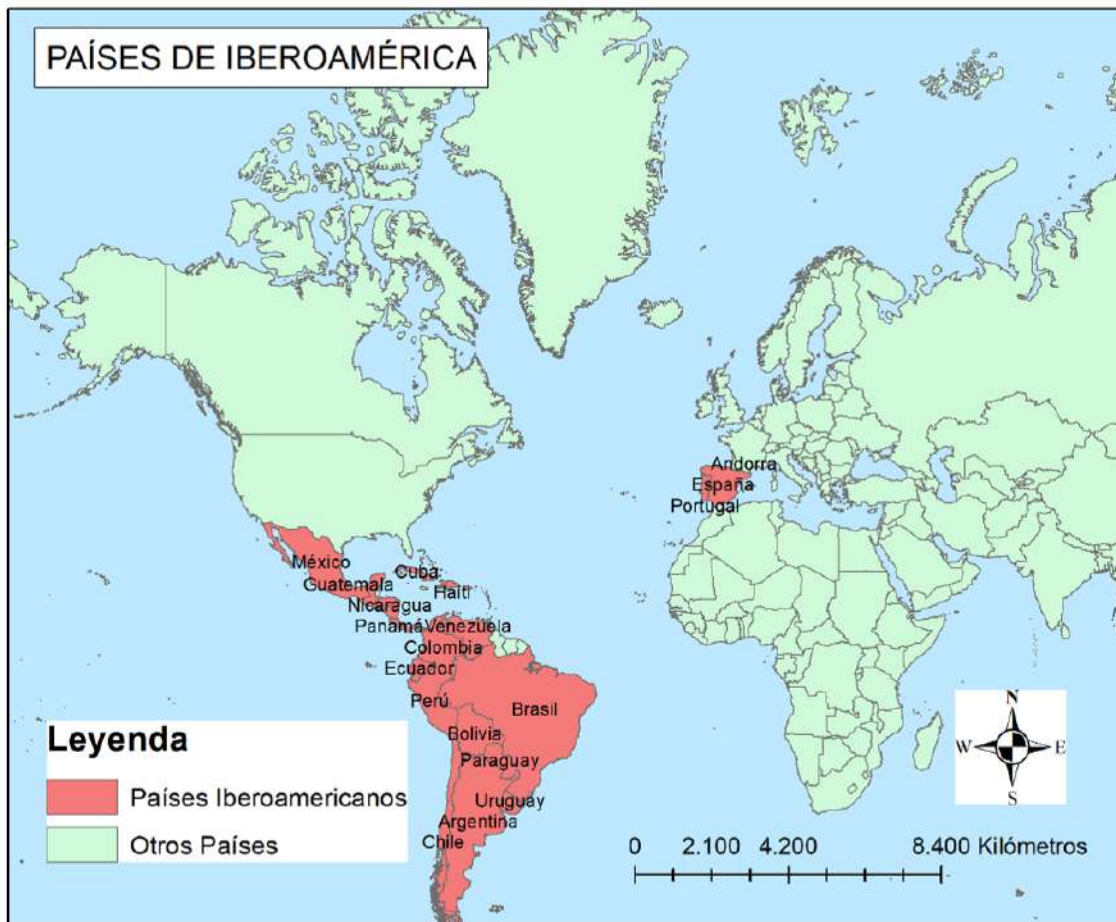 PAÍSES DE IBEROAMÉRICA
Andorra
España
Portugal
México
Cuba
Guatemala
Haiti
Nicaragua
Panamá
Venezuela
Colombia
Ecuador
Perú
Brasil
Bolivia
Paraguay
Uruguay
Argentina
Chile
Leyenda
Países Iberoamericanos
Otros Países
N
W E
S
0 2.100 4.200 8.400 Kilómetros